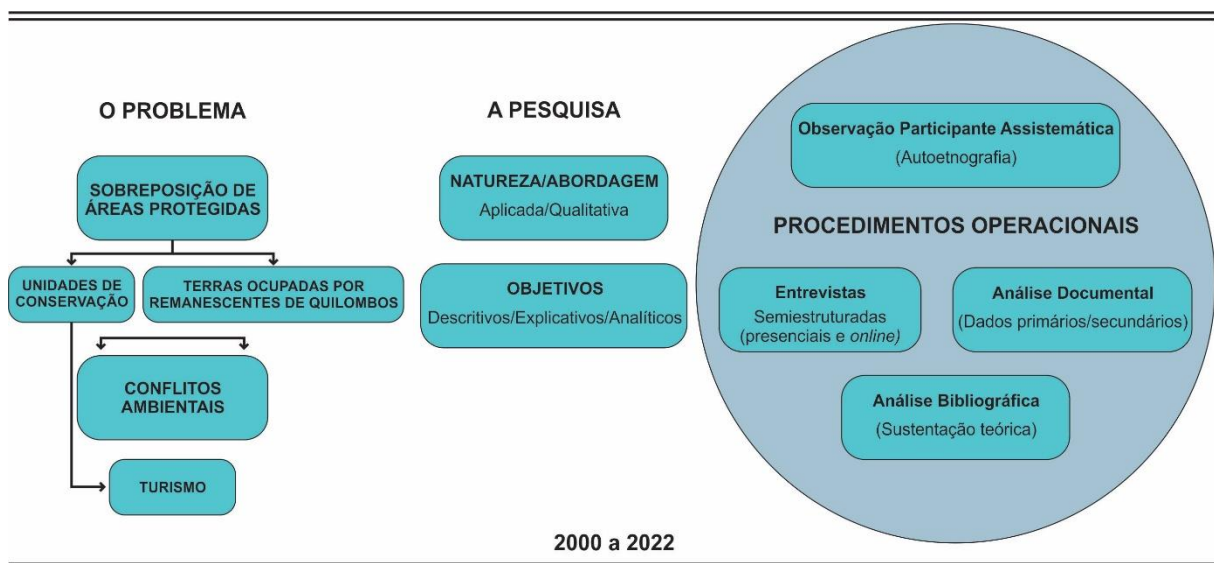 O PROBLEMA
SOBREPOSIÇÃO DE
ÁREAS PROTEGIDAS
UNIDADES DE
CONSERVAÇÃO
TERRAS OCUPADAS POR
REMANESCENTES DE QUILOMBOS
CONFLITOS
AMBIENTAIS
TURISMO
A PESQUISA
NATUREZA/ABORDAGEM
Aplicada/Qualitativa
OBJETIVOS
Descritivos/Explicativos/Analíticos
Observação Participante Assistemática
(Autoetnografia)
PROCEDIMENTOS OPERACIONAIS
Entrevistas
Semiestruturadas
(presenciais e online)
Análise Documental
(Dados primários/secundários)
Análise Bibliográfica
(Sustentação teórica)
2000 a 2022